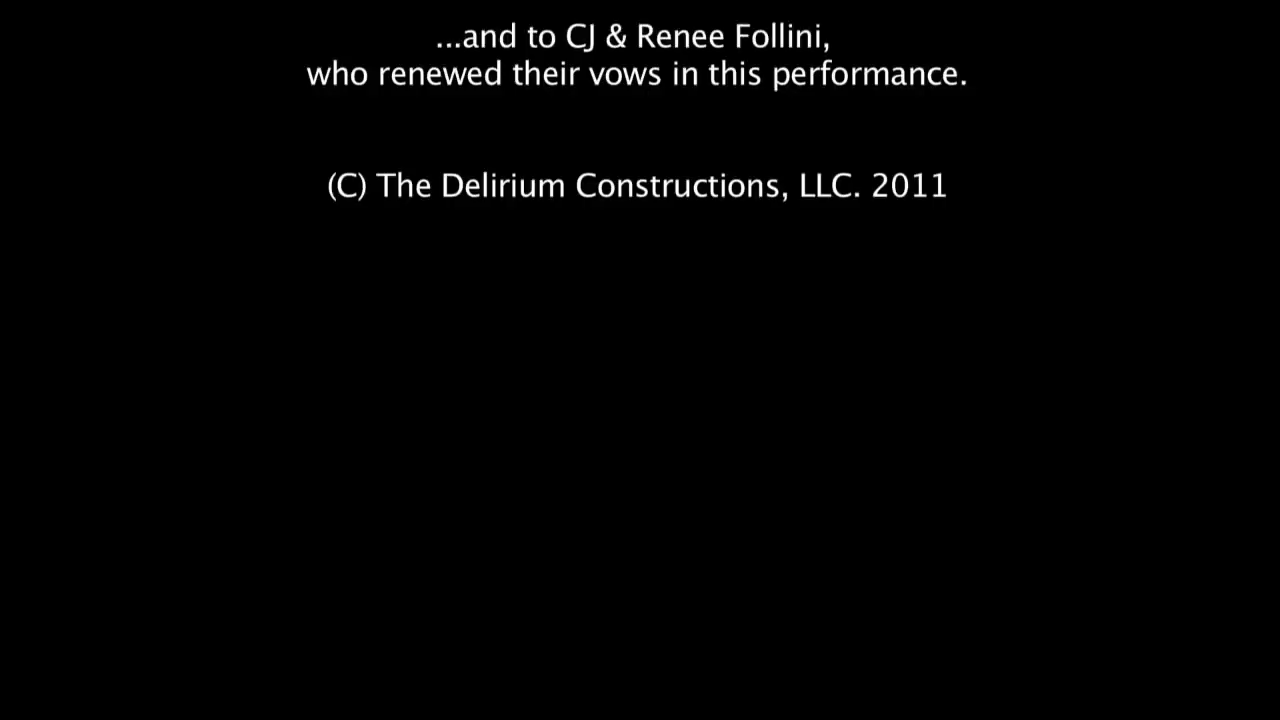 ...and to CJ & Renee Follini,
who renewed their vows in this performance.
(C) The Delirium Constructions, LLC. 2011